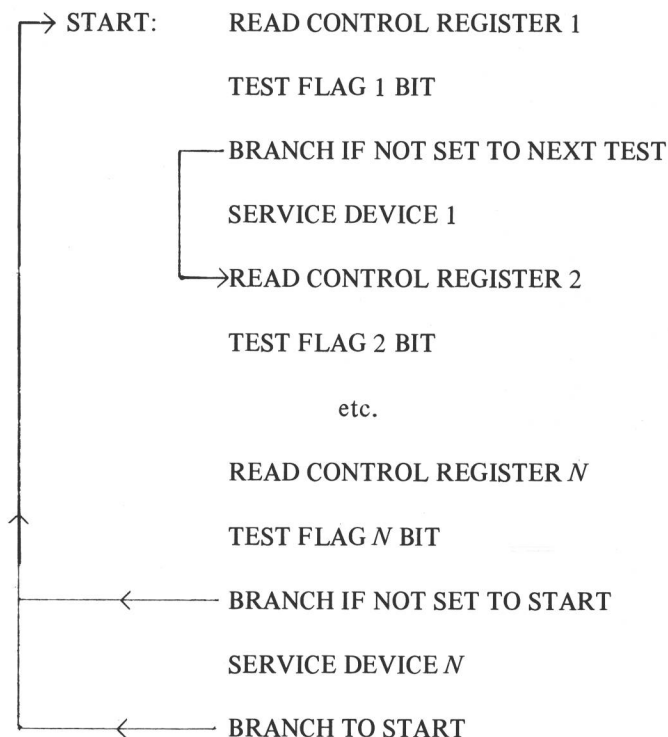 START: READ CONTROL REGISTER 1
TEST FLAG 1 BIT
BRANCH IF NOT SET TO NEXT TEST
SERVICE DEVICE 1
READ CONTROL REGISTER 2
TEST FLAG 2 BIT
etc.
READ CONTROL REGISTER N
TEST FLAG N BIT
BRANCH IF NOT SET TO START
SERVICE DEVICE N
BRANCH TO START